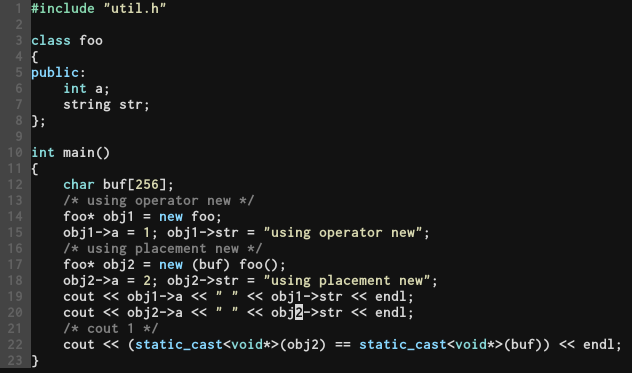 1 #include "util.h"
2
3 class foo
4 {
5 public:
6     int a;
7     string str;
8 };
9
10 int main()
11 {
12     char buf[256];
13     /* using operator new */
14     foo* obj1 = new foo;
15     obj1->a = 1; obj1->str = "using operator new";
16     /* using placement new */
17     foo* obj2 = new (buf) foo();
18     obj2->a = 2; obj2->str = "using placement new";
19     cout << obj1->a << " " << obj1->str << endl;
20     cout << obj2->a << " " << obj2->str << endl;
21     /* cout 1 */
22     cout << (static_cast<void*>(obj2) == static_cast<void*>(buf)) << endl;
23 }